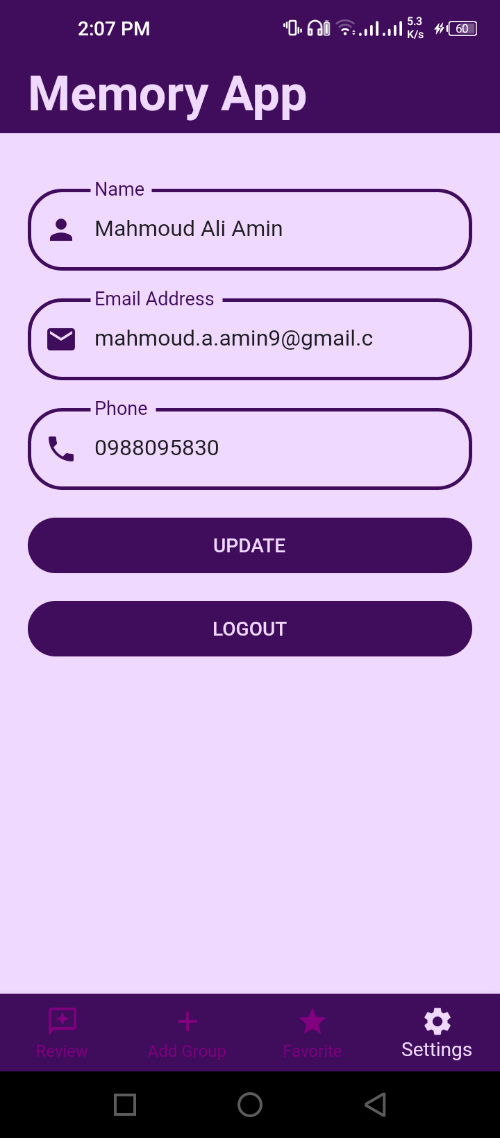 2:07 PM
5.3
K/s
60
Memory App
Name
Mahmoud Ali Amin
Email Address
mahmoud.a.amin9@gmail.c
Phone
0988095830
UPDATE
LOGOUT
Review
Add Group
Favorite
Settings